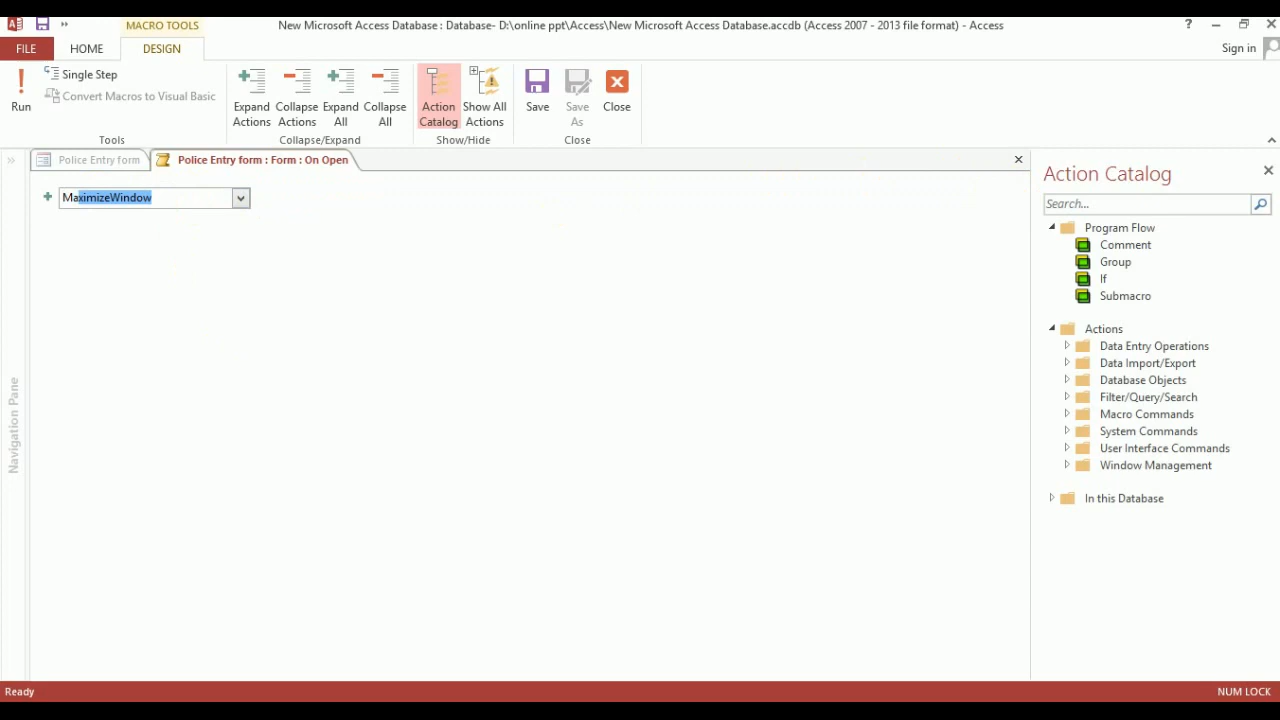 MACRO TOOLS
New Microsoft Access Database : Database- D:\online ppt\Access\New Microsoft Access Database.accdb (Access 2007 - 2013 file format) - Access
?
FILE HOME DESIGN
Sign in
Run
Single Step
Convert Macros to Visual Basic
Tools
Expand Actions
Collapse Actions
Expand All
Collapse All
Collapse/Expand
Action Catalog
Show All Actions
Show/Hide
Save
Save As
Close
Close
Police Entry form
Police Entry form : Form : On Open
MaximizeWindow
Navigation Pane
Action Catalog
Search...
Program Flow
Comment
Group
If
Submacro
Actions
Data Entry Operations
Data Import/Export
Database Objects
Filter/Query/Search
Macro Commands
System Commands
User Interface Commands
Window Management
In this Database
Ready
NUM LOCK